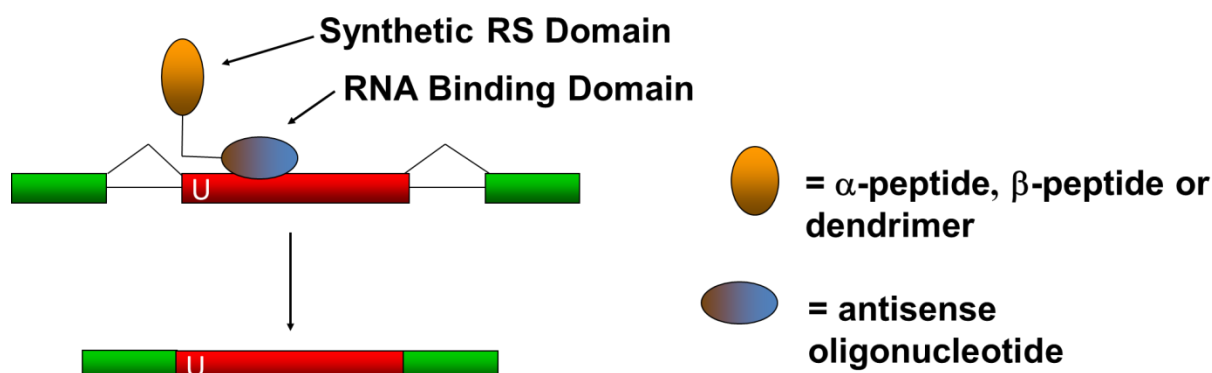 Synthetic RS Domain
RNA Binding Domain
U
= α-peptide, β-peptide or
dendrimer
= antisense
oligonucleotide
U